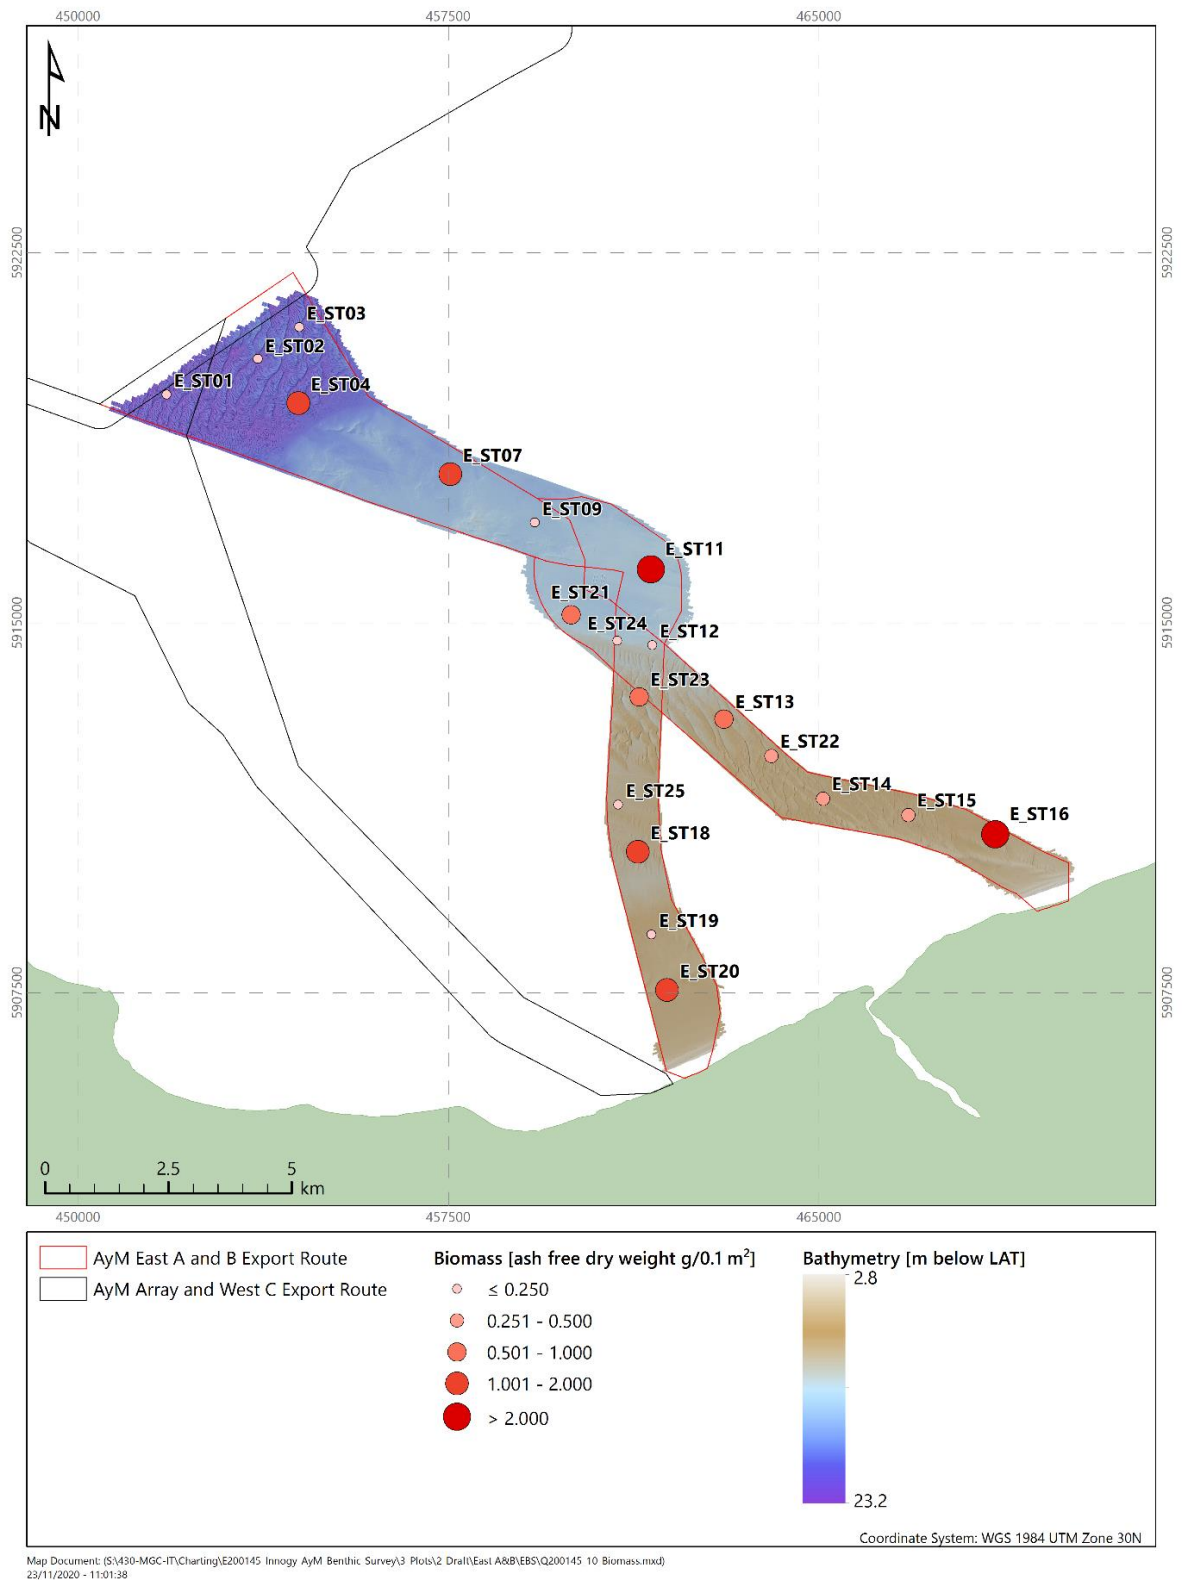 450000 457500 465000
N
5922500 5922500
E_ST03
E_ST02
E_ST01
E_ST04
E_ST07
E_ST09
E_ST11
E_ST21
5915000 5915000
E_ST24
E_ST12
E_ST23
E_ST13
E_ST22
E_ST25
E_ST14
E_ST15
E_ST16
E_ST18
E_ST19
E_ST20
5907500 5907500
0 2.5 5
km
450000 457500 465000
AyM East A and B Export Route
AyM Array and West C Export Route
Biomass [ash free dry weight g/0.1 m²]
≤ 0.250
0.251 - 0.500
0.501 - 1.000
1.001 - 2.000
> 2.000
Bathymetry [m below LAT]
2.8
23.2
Coordinate System: WGS 1984 UTM Zone 30N
Map Document: (S:\430-MGC-IT\Charting\E200145 Innogy AyM Benthic Survey\3 Plots\2 Draft\East A&B\EBS\Q200145 10 Biomass.mxd)
23/11/2020 - 11:01:38